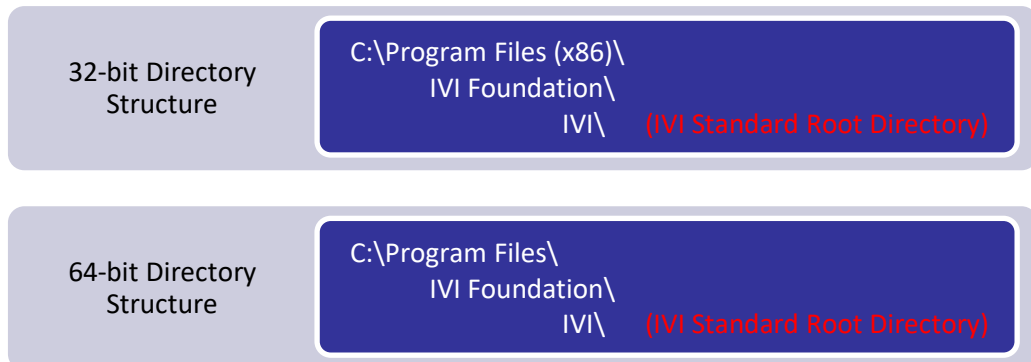 32-bit Directory
Structure
C:\Program Files (x86)\
IVI Foundation\
IVI\ (IVI Standard Root Directory)
64-bit Directory
Structure
C:\Program Files\
IVI Foundation\
IVI\ (IVI Standard Root Directory)